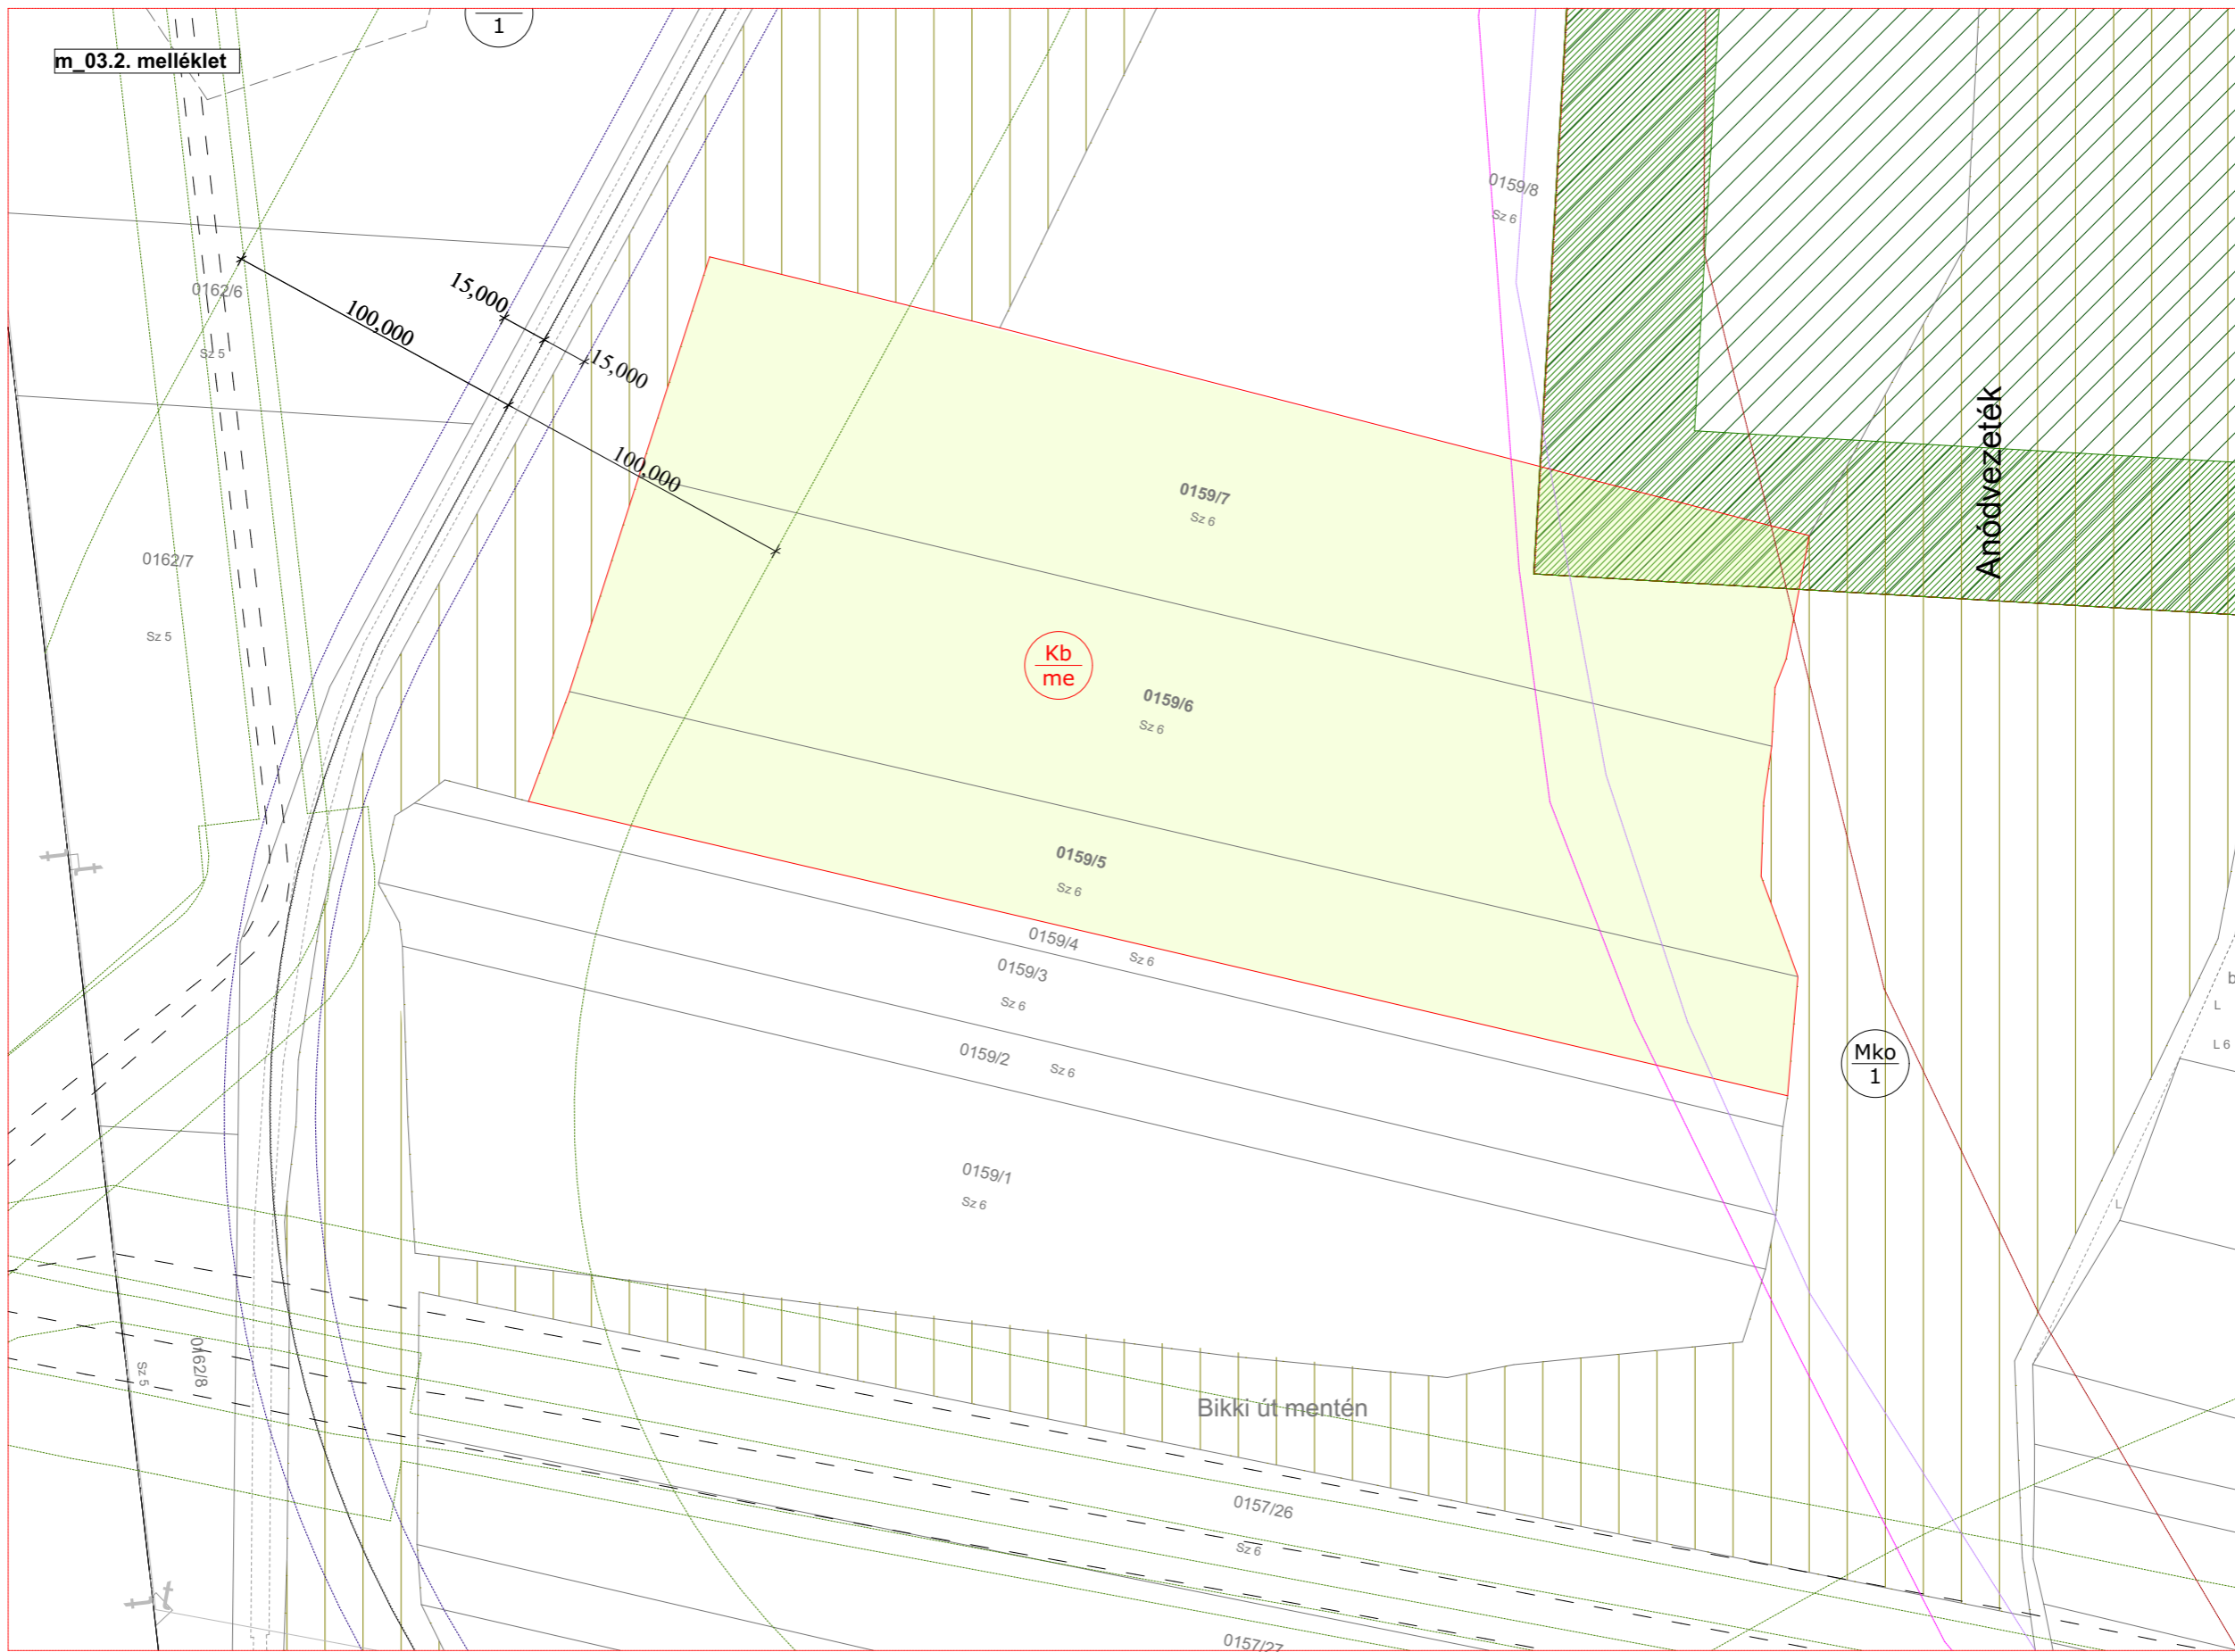 1
m_03.2. melléklet
0159/8
Sz 6
0162/6
15,000
100,000
Sz 5
15,000
Anódvezeték
100,000
0159/7
Sz 6
0162/7
Sz 5
Kb
me
0159/6
Sz 6
0159/5
Sz 6
0159/4
Sz 6
0159/3
Sz 6
b
L
L 6
0159/2
Sz 6
Mko
1
0159/1
Sz 6
L
0162/8
Sz 5
Bikki út mentén
0157/26
Sz 6
0157/27